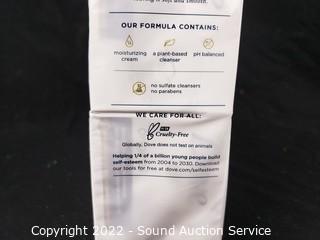 is soft and smooth.
OUR FORMULA CONTAINS:
moisturizing cream
a plant-based cleanser
pH balanced
no sulfate cleansers
no parabens
WE CARE FOR ALL:
PETA
Cruelty-Free
Globally, Dove does not test on animals
Helping 1/4 of a billion young people build
self-esteem from 2004 to 2030. Download
our tools for free at dove.com/selfesteem
Copyright 2022 - Sound Auction Service